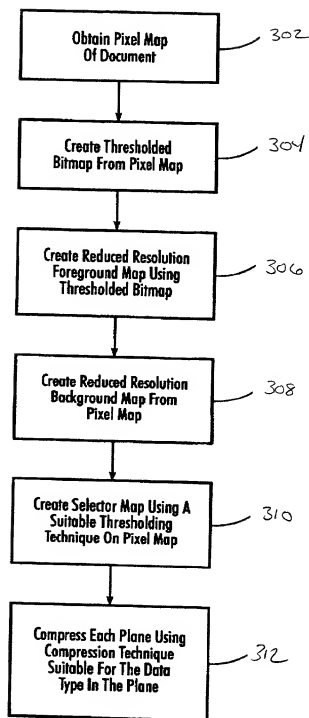 Obtain Pixel Map
Of Document
302
Create Thresholded
Bitmap From Pixel Map
304
Create Reduced Resolution
Foreground Map Using
Thresholded Bitmap
306
Create Reduced Resolution
Background Map From
Pixel Map
308
Create Selector Map Using A
Suitable Thresholding
Technique On Pixel Map
310
Compress Each Plane Using
Compression Technique
Suitable For The Data
Type In The Plane
312